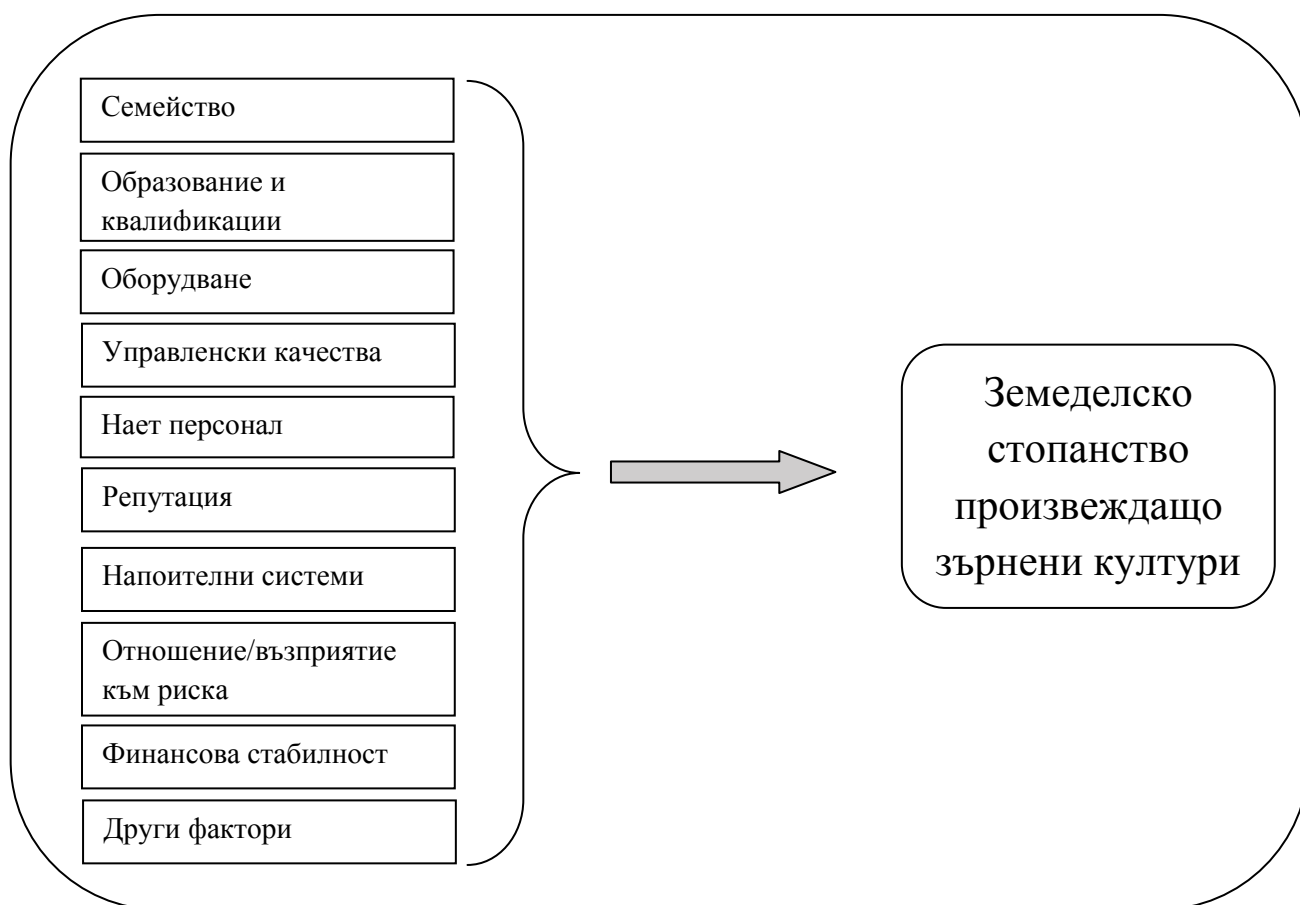 Семейство
Образование и
квалификации
Оборудване
Управленски качества
Нает персонал
Репутация
Напоителни системи
Отношение/възприятие
към риска
Финансова стабилност
Други фактори
Земеделско
стопанство
произвеждащо
зърнени култури